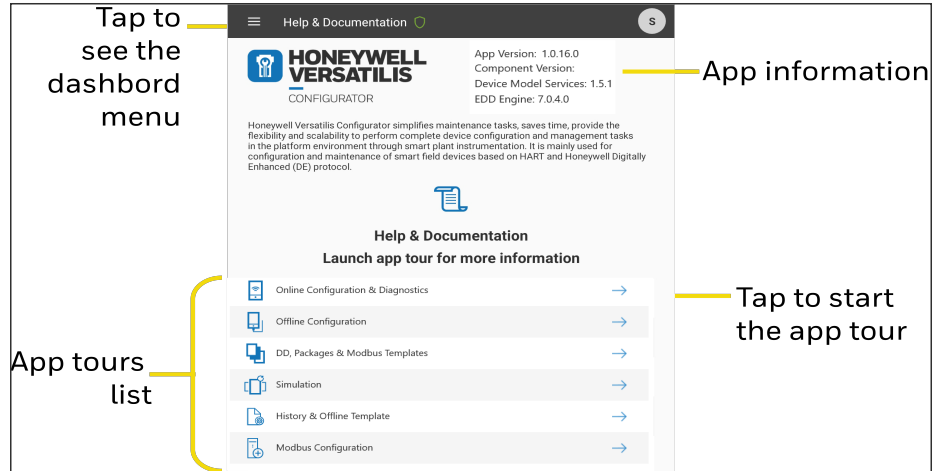 Tap to
see the
dashbord
menu
Help & Documentation
S
HONEYWELL
VERSATILIS
CONFIGURATOR
App Version: 1.0.16.0
Component Version:
Device Model Services: 1.5.1
EDD Engine: 7.0.4.0
App information
Honeywell Versatilis Configurator simplifies maintenance tasks, saves time, provide the
flexibility and scalability to perform complete device configuration and management tasks
in the platform environment through smart plant instrumentation. It is mainly used for
configuration and maintenance of smart field devices based on HART and Honeywell Digitally
Enhanced (DE) protocol.
Help & Documentation
Launch app tour for more information
App tours
list
Online Configuration & Diagnostics
Offline Configuration
DD, Packages & Modbus Templates
Simulation
History & Offline Template
Modbus Configuration
Tap to start
the app tour